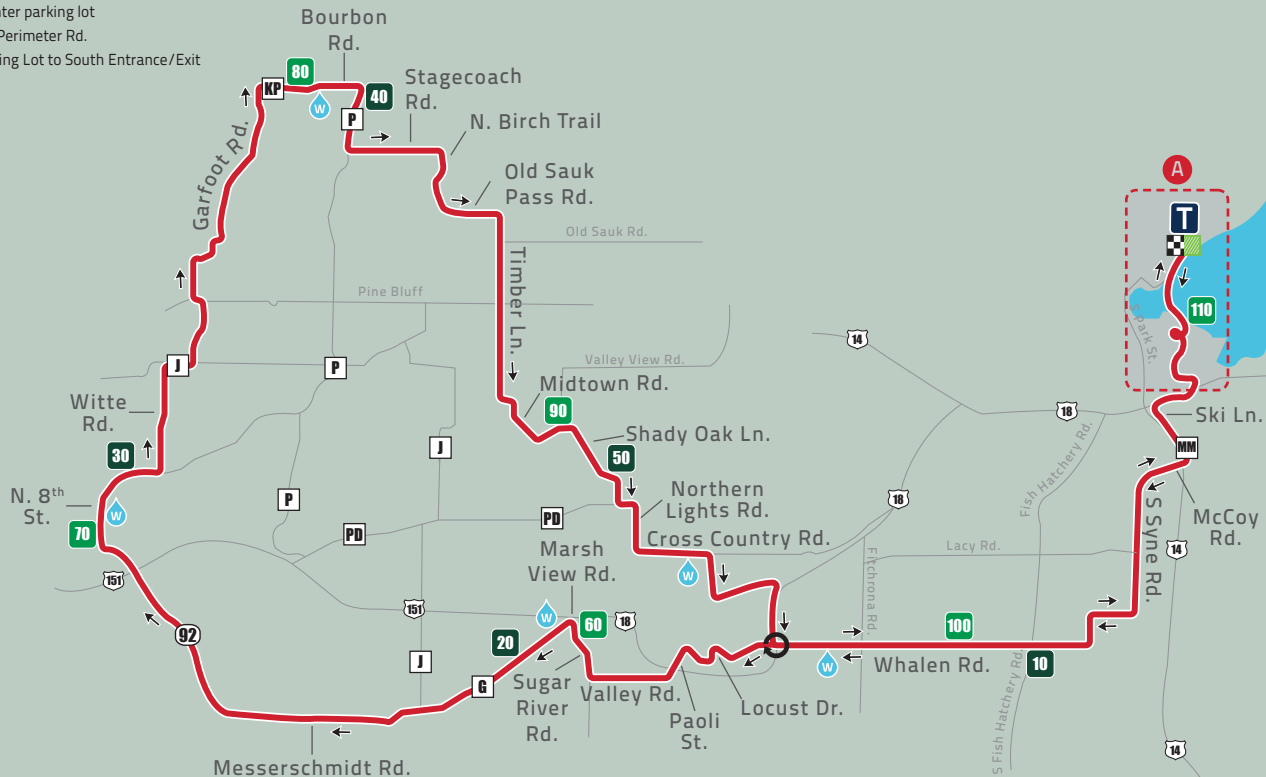 nter parking lot
Perimeter Rd.
ing Lot to South Entrance/Exit
Bourbon
Rd.
80
KP
W
40
P
Stagecoach
Rd.
N. Birch Trail
Old Sauk
Pass Rd.
Garfoot Rd.
Old Sauk Rd.
Timber Ln.
Pine Bluff
A
T
110
S Park St.
J
P
14
Valley View Rd.
Midtown Rd.
90
18
Ski Ln.
Witte
Rd.
Shady Oak Ln.
J
MM
30
50
Fish Hatchery Rd.
N. 8th
St.
W
P
Northern
Lights Rd.
18
McCoy
Rd.
70
PD
PD
Cross Country Rd.
S Syne Rd.
Marsh
View Rd.
Lacy Rd.
14
W
Fitchrona Rd.
151
151
W
60
18
100
92
20
J
W
Whalen Rd.
10
G
Sugar
River
Rd.
Valley Rd.
Paoli
St.
Locust Dr.
S Fish Hatchery Rd.
14
Messerschmidt Rd.